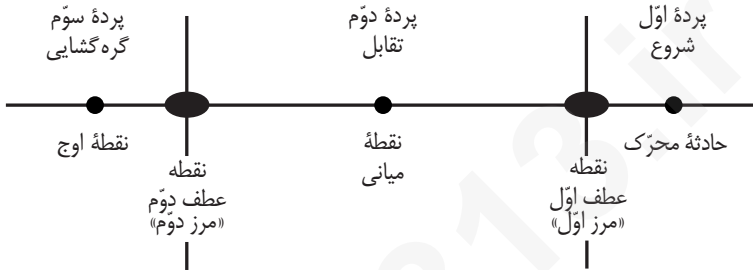 پردهٔ اوّل
شروع
پردهٔ دوّم
تقابل
پردهٔ سوّم
گره‌گشایی
حادثهٔ محرّک
نقطه
عطف اوّل
«مرز اوّل»
نقطهٔ
میانی
نقطه
عطف دوّم
«مرز دوّم»
نقطهٔ اوج